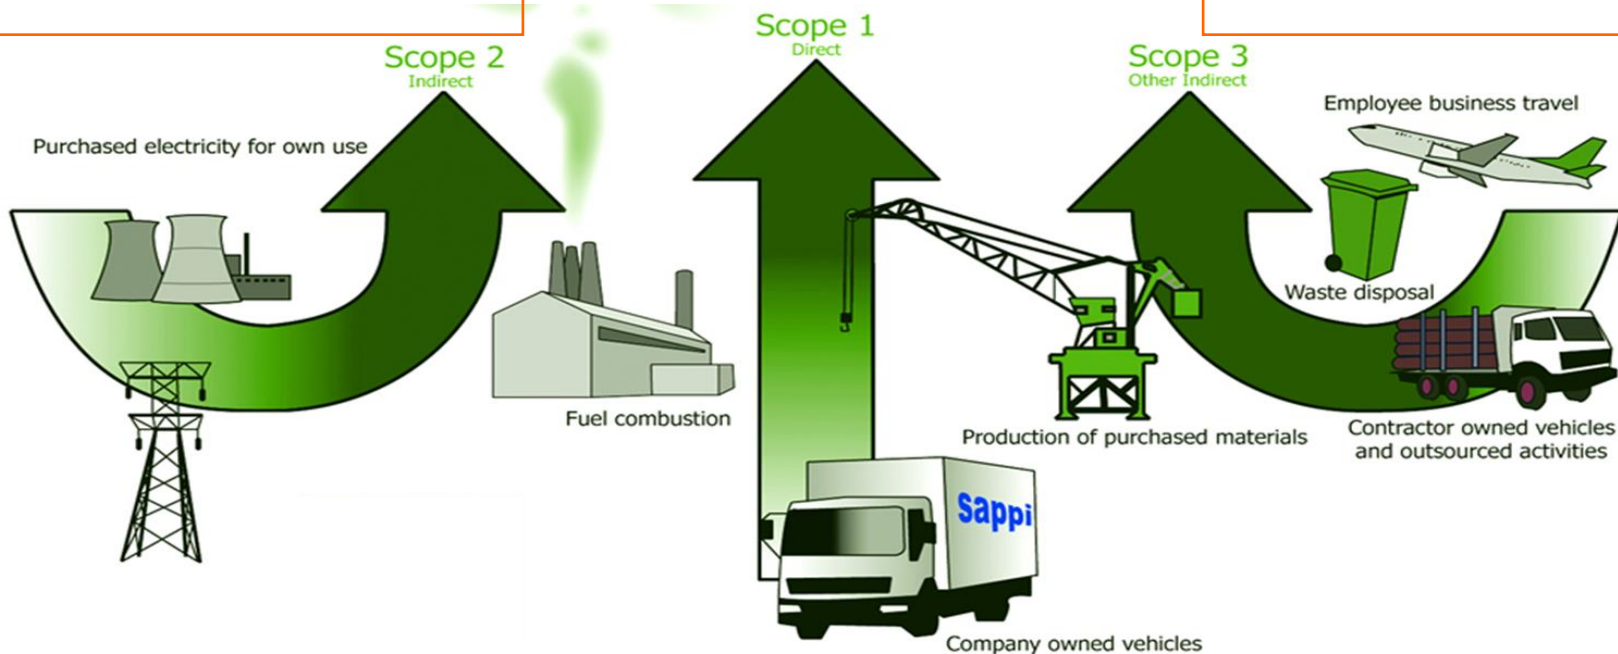 Scope 1
Direct
Scope 2
Indirect
Scope 3
Other Indirect
Employee business travel
Purchased electricity for own use
Waste disposal
Fuel combustion
Production of purchased materials
Contractor owned vehicles
and outsourced activities
sappi
Company owned vehicles